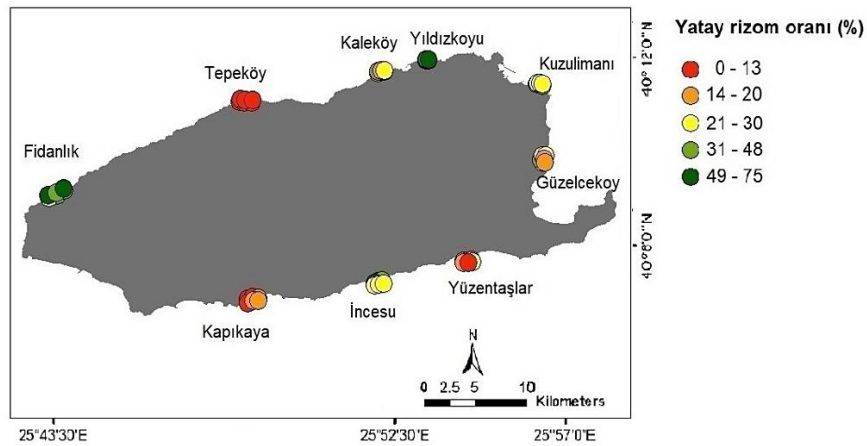 Yatay rizom oranı (%)
0 - 13
14 - 20
21 - 30
31 - 48
49 - 75
Kaleköy
Yıldızkoyu
Tepeköy
Kuzulimanı
Fidanlık
Güzelcekoy
Yüzentaşlar
İncesu
Kapıkaya
N
0 2.5 5 10
Kilometers
40°12'0"N
40°8'0"N
25°43'30"E
25°52'30"E
25°57'0"E